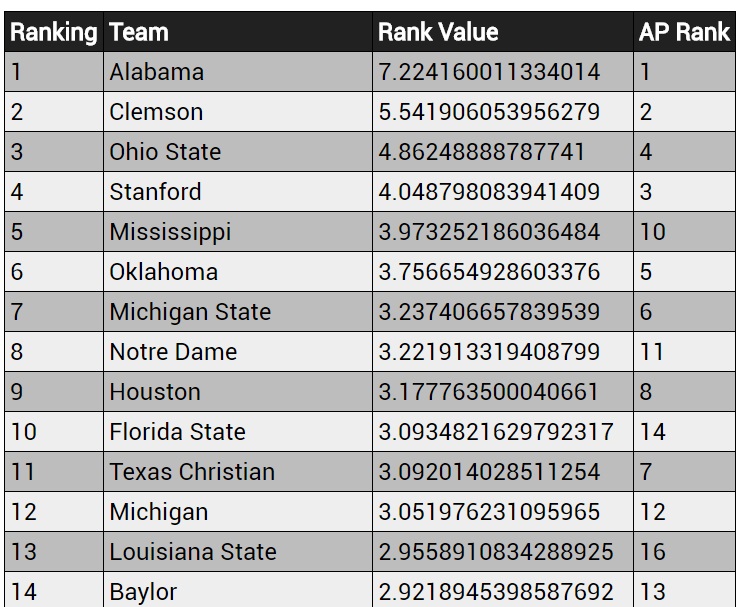 Ranking Team Rank Value AP Rank
1 Alabama 7.224160011334014 1
2 Clemson 5.541906053956279 2
3 Ohio State 4.86248888787741 4
4 Stanford 4.048798083941409 3
5 Mississippi 3.973252186036484 10
6 Oklahoma 3.756654928603376 5
7 Michigan State 3.237406657839539 6
8 Notre Dame 3.221913319408799 11
9 Houston 3.177763500040661 8
10 Florida State 3.0934821629792317 14
11 Texas Christian 3.092014028511254 7
12 Michigan 3.051976231095965 12
13 Louisiana State 2.9558910834288925 16
14 Baylor 2.9218945398587692 13